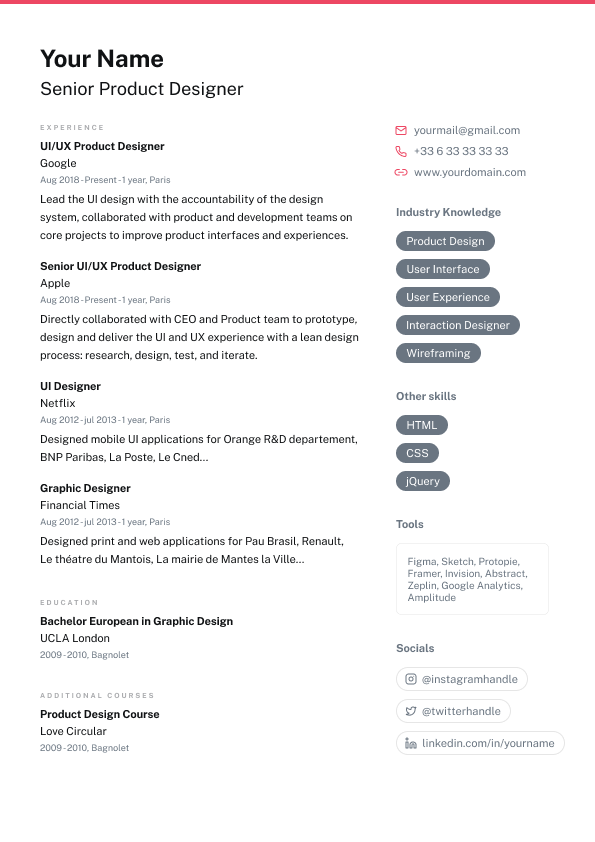 Your Name
Senior Product Designer
EXPERIENCE
UI/UX Product Designer
Google
Aug 2018 - Present - 1 year, Paris
Lead the UI design with the accountability of the design
system, collaborated with product and development teams on
core projects to improve product interfaces and experiences.
Senior UI/UX Product Designer
Apple
Aug 2018 - Present - 1 year, Paris
Directly collaborated with CEO and Product team to prototype,
design and deliver the UI and UX experience with a lean design
process: research, design, test, and iterate.
UI Designer
Netflix
Aug 2012 - jul 2013 - 1 year, Paris
Designed mobile UI applications for Orange R&D departement,
BNP Paribas, La Poste, Le Cned...
Graphic Designer
Financial Times
Aug 2012 - jul 2013 - 1 year, Paris
Designed print and web applications for Pau Brasil, Renault,
Le théatre du Mantois, La mairie de Mantes la Ville...
EDUCATION
Bachelor European in Graphic Design
UCLA London
2009 - 2010, Bagnolet
ADDITIONAL COURSES
Product Design Course
Love Circular
2009 - 2010, Bagnolet
yourmail@gmail.com
+33 6 33 33 33 33
www.yourdomain.com
Industry Knowledge
Product Design
User Interface
User Experience
Interaction Designer
Wireframing
Other skills
HTML
CSS
jQuery
Tools
Figma, Sketch, Protopie,
Framer, Invision, Abstract,
Zeplin, Google Analytics,
Amplitude
Socials
@instagramhandle
@twitterhandle
linkedin.com/in/yourname